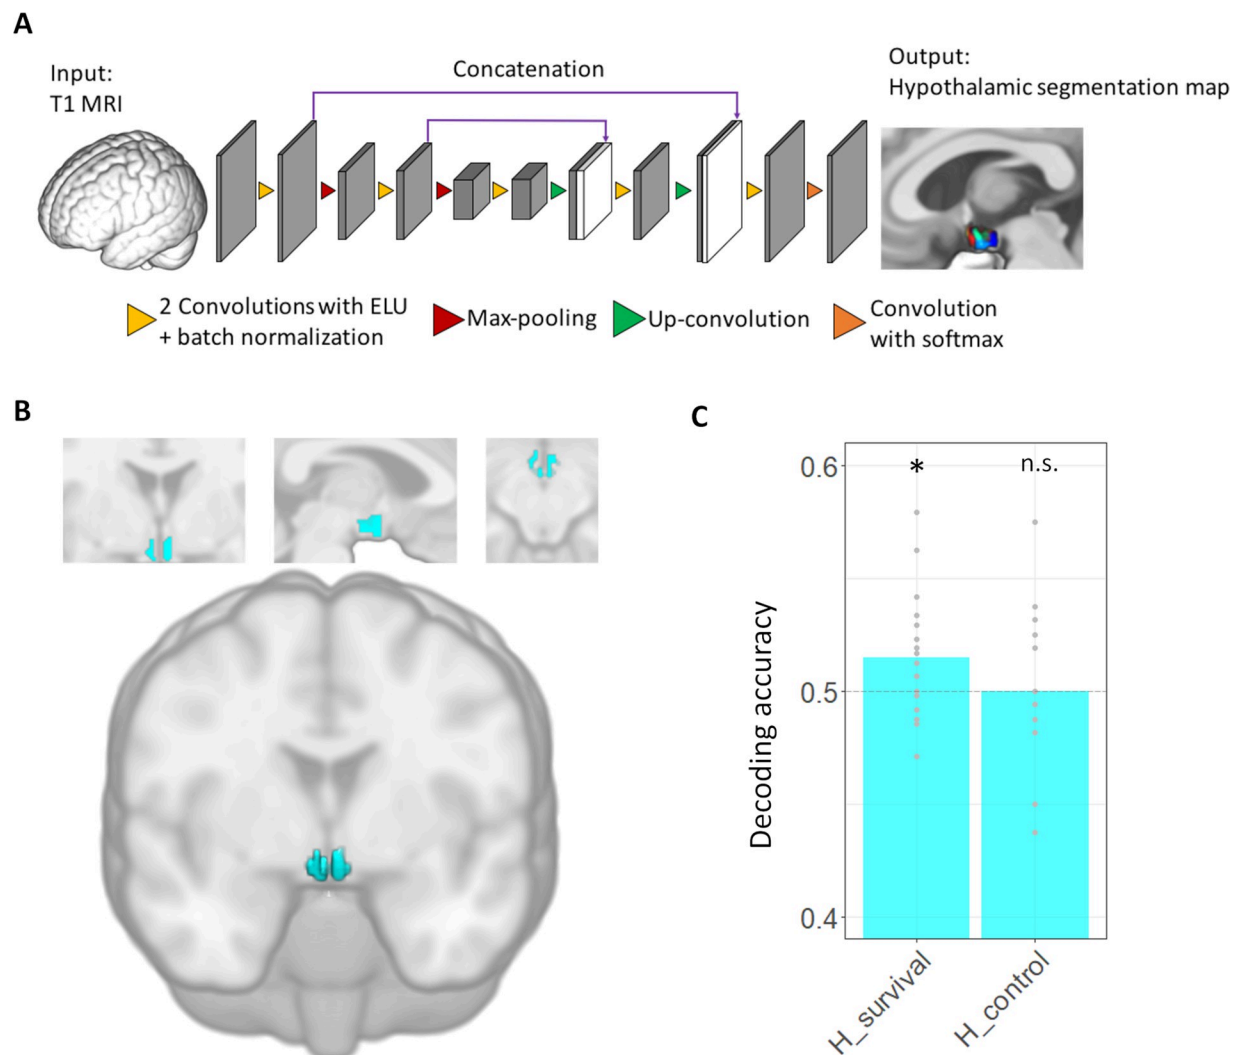 A
Input:
T1 MRI
Concatenation
Output:
Hypothalamic segmentation map
2 Convolutions with ELU
+ batch normalization
Max-pooling
Up-convolution
Convolution
with softmax
B
C
Decoding accuracy
0.6
0.5
0.4
*
n.s.
H_survival
H_control